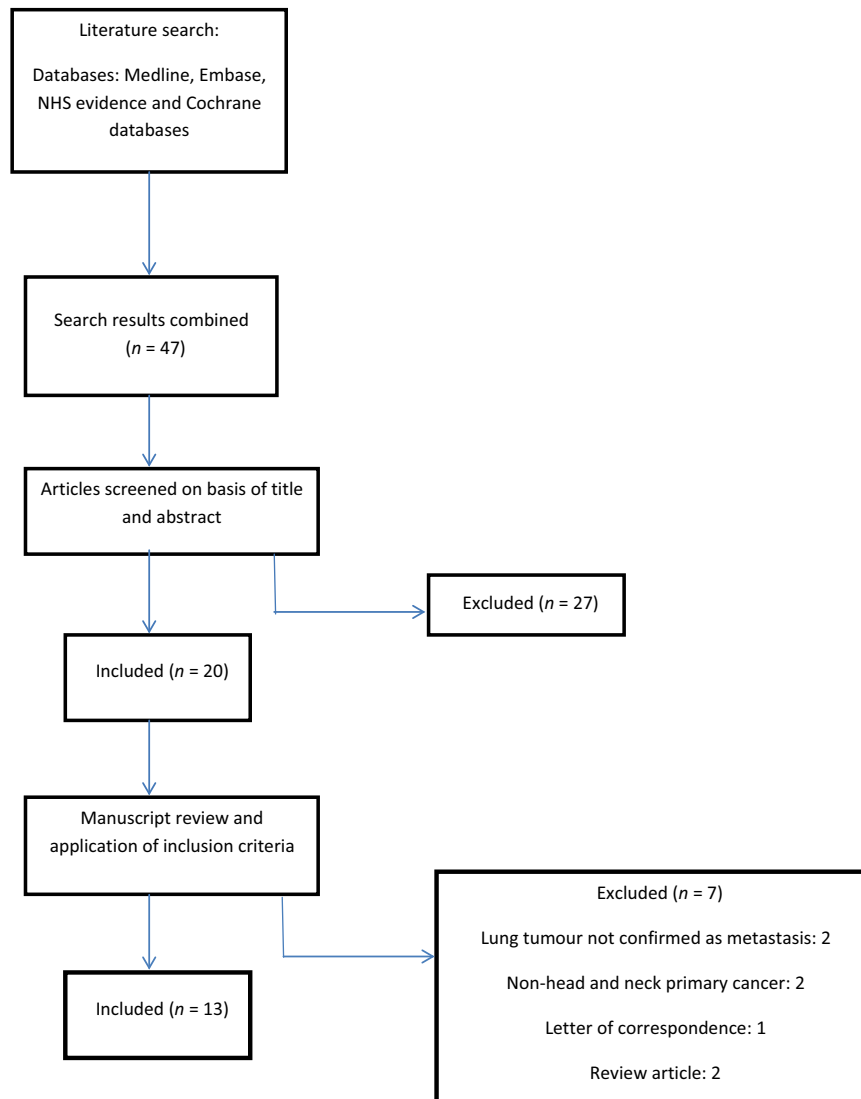 Literature search:
Databases: Medline, Embase,
NHS evidence and Cochrane
databases
Search results combined
(n = 47)
Articles screened on basis of title
and abstract
Excluded (n = 27)
Included (n = 20)
Manuscript review and
application of inclusion criteria
Excluded (n = 7)
Lung tumour not confirmed as metastasis: 2
Non-head and neck primary cancer: 2
Letter of correspondence: 1
Review article: 2
Included (n = 13)